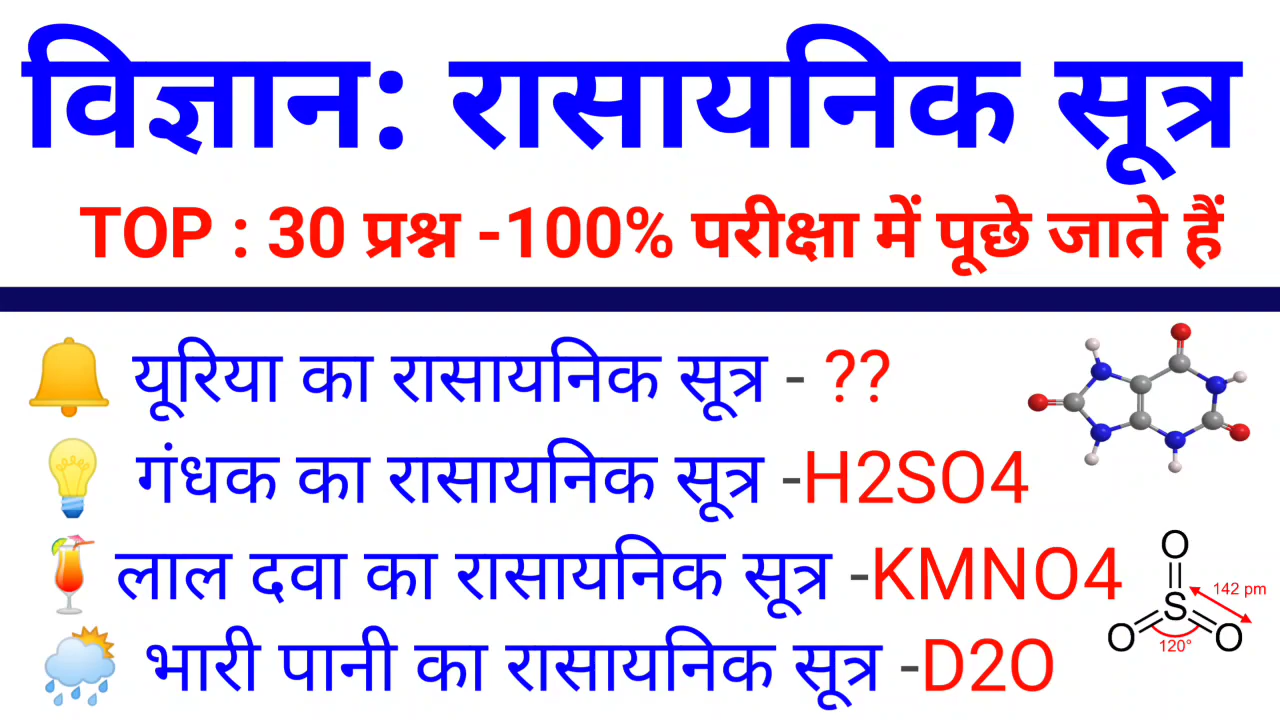 विज्ञान: रासायनिक सूत्र
TOP : 30 प्रश्न -100% परीक्षा में पूछे जाते हैं
यूरिया का रासायनिक सूत्र - ??
गंधक का रासायनिक सूत्र -H2SO4
लाल दवा का रासायनिक सूत्र -KMNO4
भारी पानी का रासायनिक सूत्र -D2O
O
S
O
O
142 pm
120°